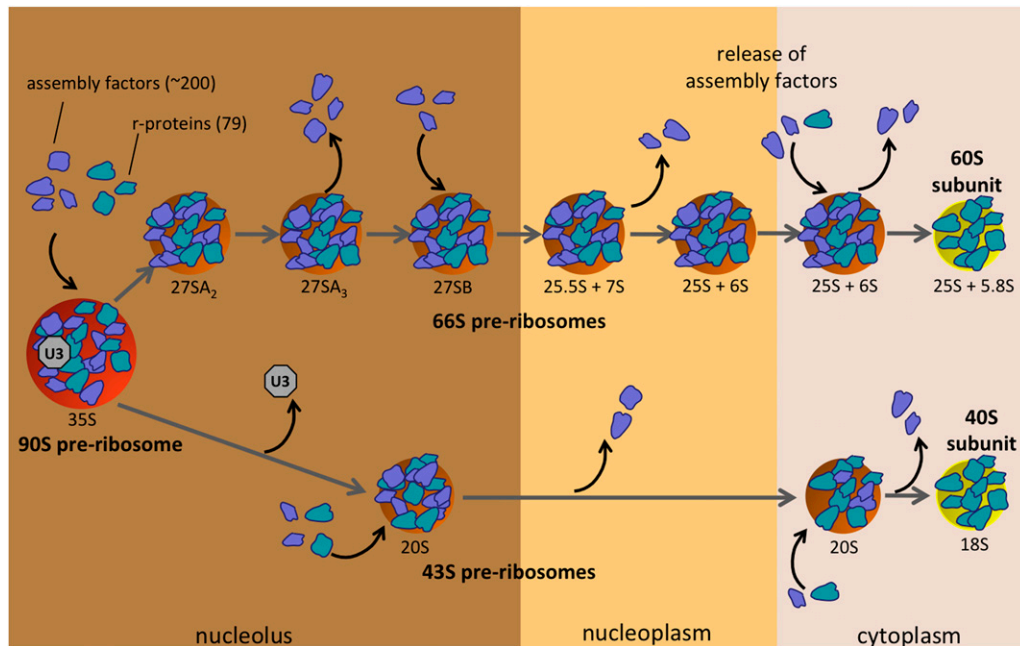 assembly factors (~200)
r-proteins (79)
release of
assembly factors
60S
subunit
27SA₂
27SA₃
27SB
25.5S + 7S
25S + 6S
25S + 6S
25S + 5.8S
66S pre-ribosomes
U3
35S
90S pre-ribosome
U3
40S
subunit
20S
20S
18S
43S pre-ribosomes
nucleolus
nucleoplasm
cytoplasm